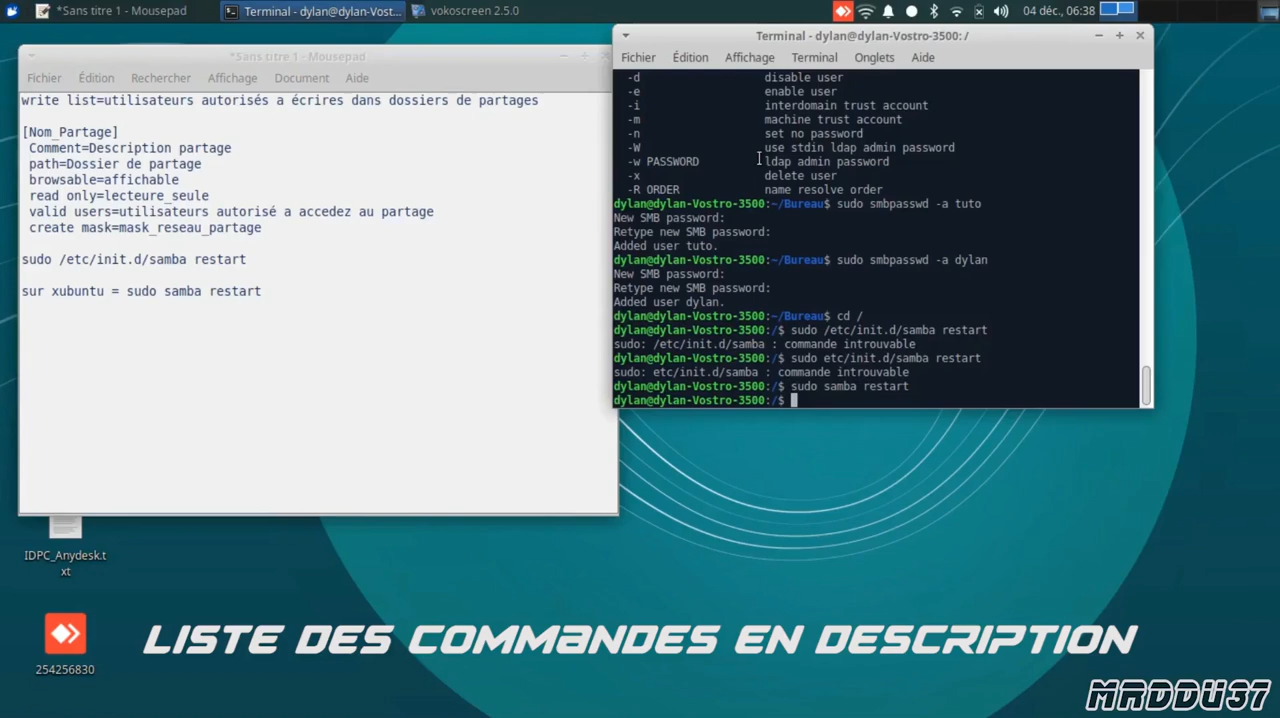 *Sans titre 1 - Mousepad
Terminal - dylan@dylan-Vost...
vokoscreen 2.5.0
04 déc., 06:38
*Sans titre 1 - Mousepad
Fichier Édition Rechercher Affichage Document Aide
write list=utilisateurs autorisés a écrires dans dossiers de partages
[Nom_Partage]
Comment=Description partage
path=Dossier de partage
browsable=affichable
read only=lecteure_seule
valid users=utilisateurs autorisé a accedez au partage
create mask=mask_reseau_partage
sudo /etc/init.d/samba restart
sur xubuntu = sudo samba restart
Terminal - dylan@dylan-Vostro-3500: /
Fichier Édition Affichage Terminal Onglets Aide
-d disable user
-e enable user
-i interdomain trust account
-m machine trust account
-n set no password
-W use stdin ldap admin password
-w PASSWORD ldap admin password
-x delete user
-R ORDER name resolve order
dylan@dylan-Vostro-3500:~/Bureau$ sudo smbpasswd -a tuto
New SMB password:
Retype new SMB password:
Added user tuto.
dylan@dylan-Vostro-3500:~/Bureau$ sudo smbpasswd -a dylan
New SMB password:
Retype new SMB password:
Added user dylan.
dylan@dylan-Vostro-3500:~/Bureau$ cd /
dylan@dylan-Vostro-3500:/$ sudo /etc/init.d/samba restart
sudo: /etc/init.d/samba : commande introuvable
dylan@dylan-Vostro-3500:/$ sudo etc/init.d/samba restart
sudo: etc/init.d/samba : commande introuvable
dylan@dylan-Vostro-3500:/$ sudo samba restart
dylan@dylan-Vostro-3500:/$
IDPC_Anydesk.t
xt
254256830
LISTE DES COMMANDES EN DESCRIPTION
MRDDU37